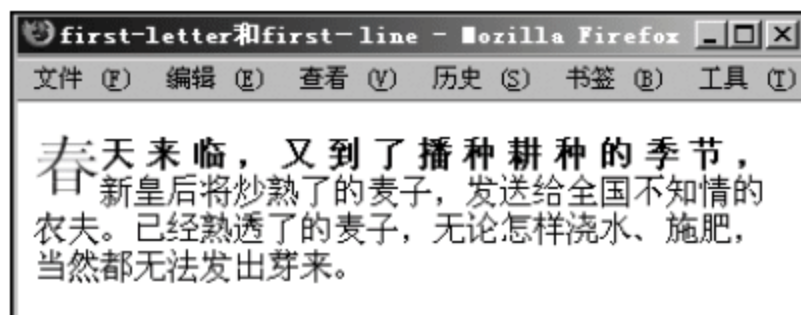 first-letter和first-line - Mozilla Firefox
文件 (F) 编辑 (E) 查看 (V) 历史 (S) 书签 (B) 工具 (T)
春天来临，又到了播种耕种的季节，
新皇后将炒熟了的麦子，发送给全国不知情的
农夫。已经熟透了的麦子，无论怎样浇水、施肥，
当然都无法发出芽来。